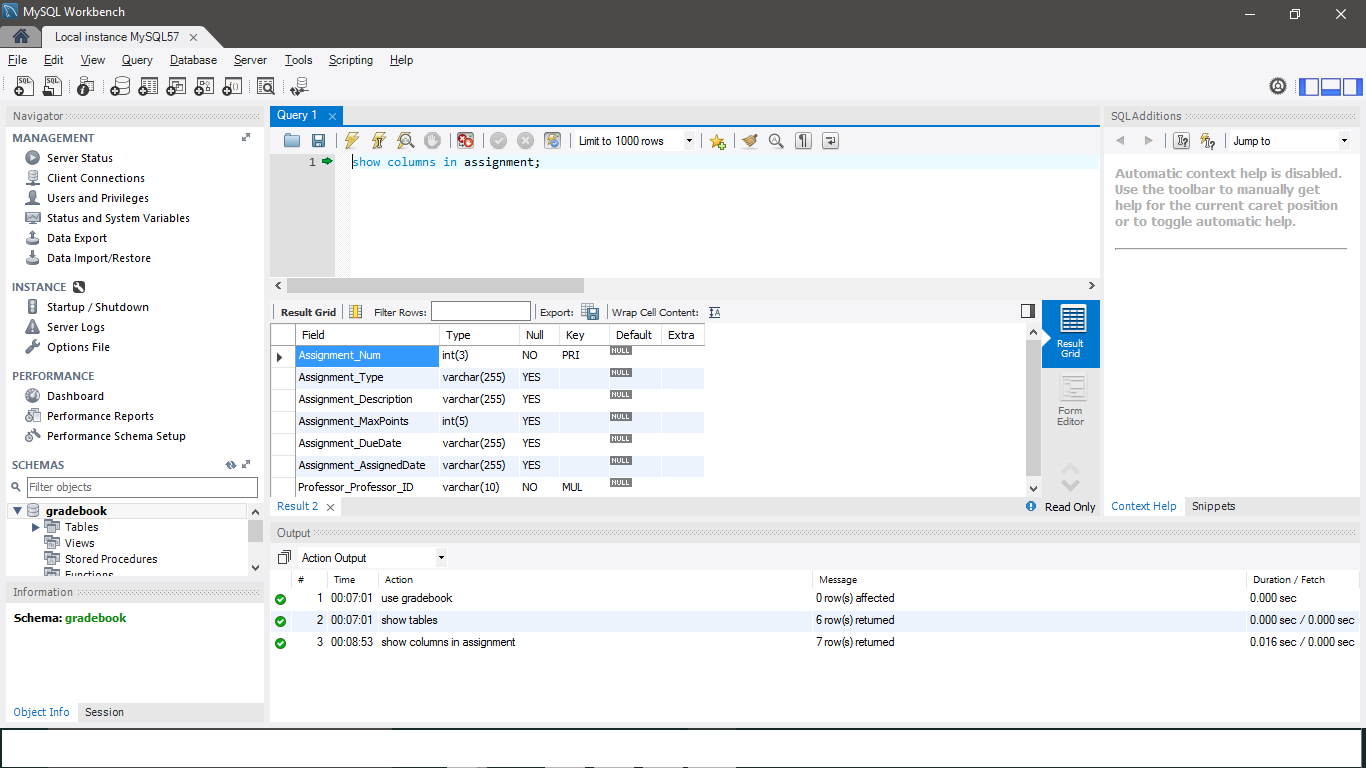 MySQL Workbench
Local instance MySQL57
File Edit View Query Database Server Tools Scripting Help
Navigator
MANAGEMENT
Server Status
Client Connections
Users and Privileges
Status and System Variables
Data Export
Data Import/Restore
INSTANCE
Startup / Shutdown
Server Logs
Options File
PERFORMANCE
Dashboard
Performance Reports
Performance Schema Setup
SCHEMAS
Filter objects
gradebook
Tables
Views
Stored Procedures
Functions
Information
Schema: gradebook
Object Info Session
Query 1
Limit to 1000 rows
1 show columns in assignment;
Result Grid Filter Rows: Export: Wrap Cell Content:
Field Type Null Key Default Extra
Assignment_Num int(3) NO PRI NULL
Assignment_Type varchar(255) YES NULL
Assignment_Description varchar(255) YES NULL
Assignment_MaxPoints int(5) YES NULL
Assignment_DueDate varchar(255) YES NULL
Assignment_AssignedDate varchar(255) YES NULL
Professor_Professor_ID varchar(10) NO MUL NULL
Result
Grid
Form
Editor
Result 2 Read Only
SQLAdditions
Jump to
Automatic context help is disabled.
Use the toolbar to manually get
help for the current caret position
or to toggle automatic help.
Context Help Snippets
Output
Action Output
# Time Action Message Duration / Fetch
1 00:07:01 use gradebook 0 row(s) affected 0.000 sec
2 00:07:01 show tables 6 row(s) returned 0.000 sec / 0.000 sec
3 00:08:53 show columns in assignment 7 row(s) returned 0.016 sec / 0.000 sec